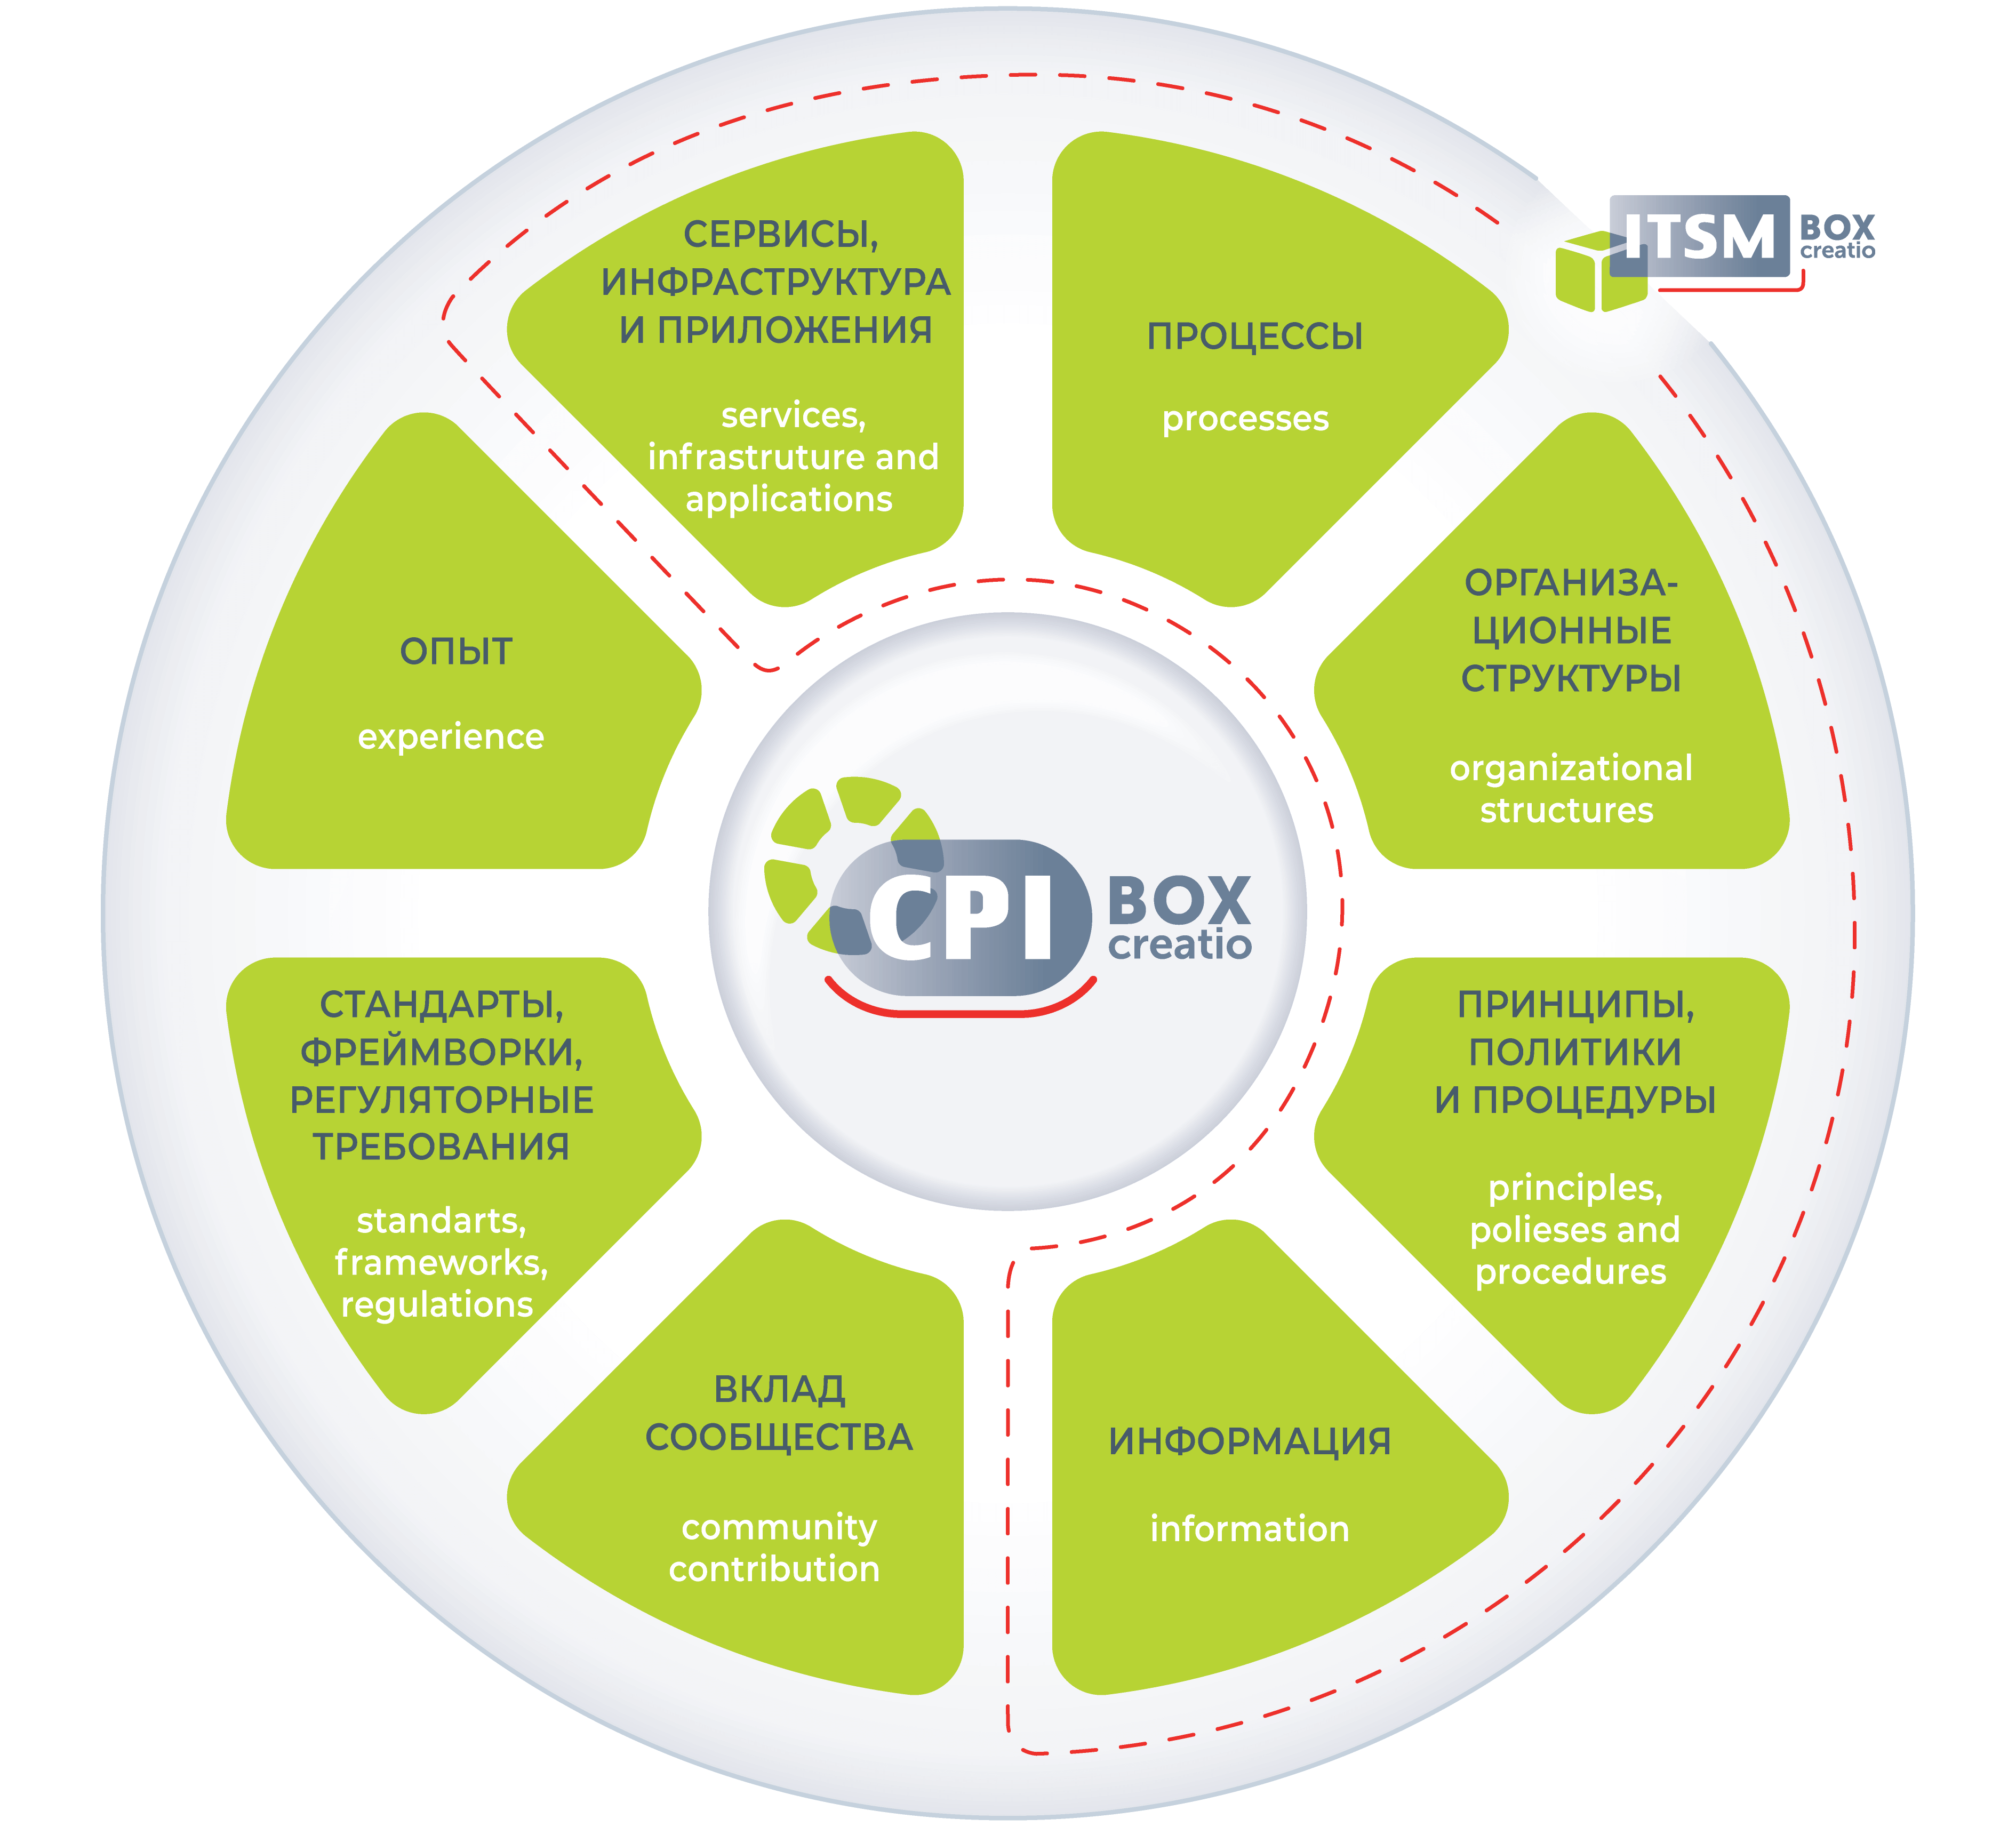 СЕРВИСЫ,
ИНФРАСТРУКТУРА
И ПРИЛОЖЕНИЯ
services,
infrastruture and
applications
ПРОЦЕССЫ
processes
ITSM BOX
creatio
ОРГАНИЗА-
ЦИОННЫЕ
СТРУКТУРЫ
organizational
structures
ПРИНЦИПЫ,
ПОЛИТИКИ
И ПРОЦЕДУРЫ
principles,
polieses and
procedures
ИНФОРМАЦИЯ
information
ВКЛАД
СООБЩЕСТВА
community
contribution
СТАНДАРТЫ,
ФРЕЙМВОРКИ,
РЕГУЛЯТОРНЫЕ
ТРЕБОВАНИЯ
standarts,
frameworks,
regulations
ОПЫТ
experience
CPI BOX
creatio